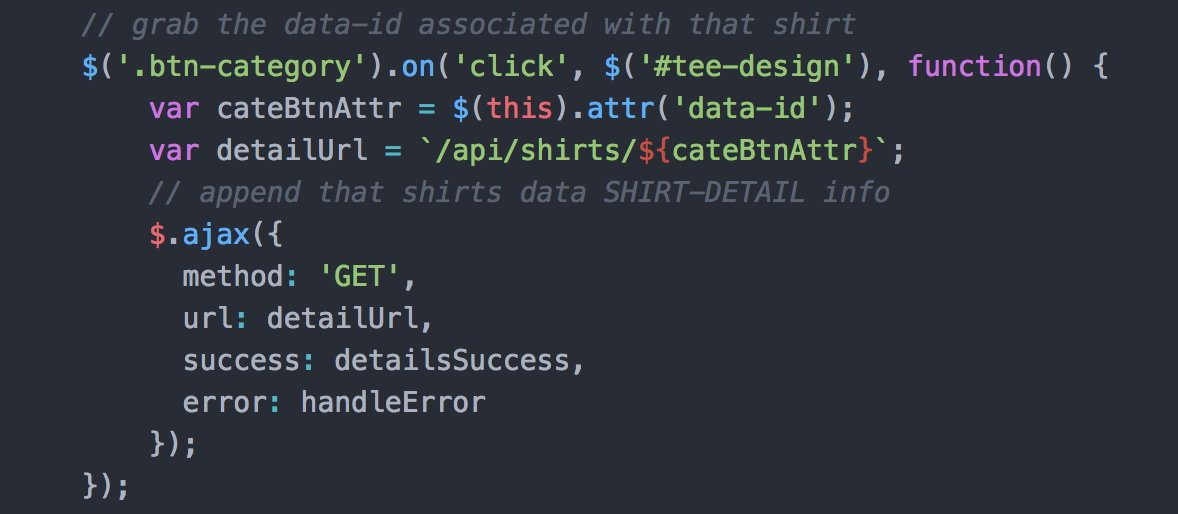 // grab the data-id associated with that shirt
$('.btn-category').on('click', $('#tee-design'), function() {
var cateBtnAttr = $(this).attr('data-id');
var detailUrl = `/api/shirts/${cateBtnAttr}`;
// append that shirts data SHIRT-DETAIL info
$.ajax({
method: 'GET',
url: detailUrl,
success: detailsSuccess,
error: handleError
});
});